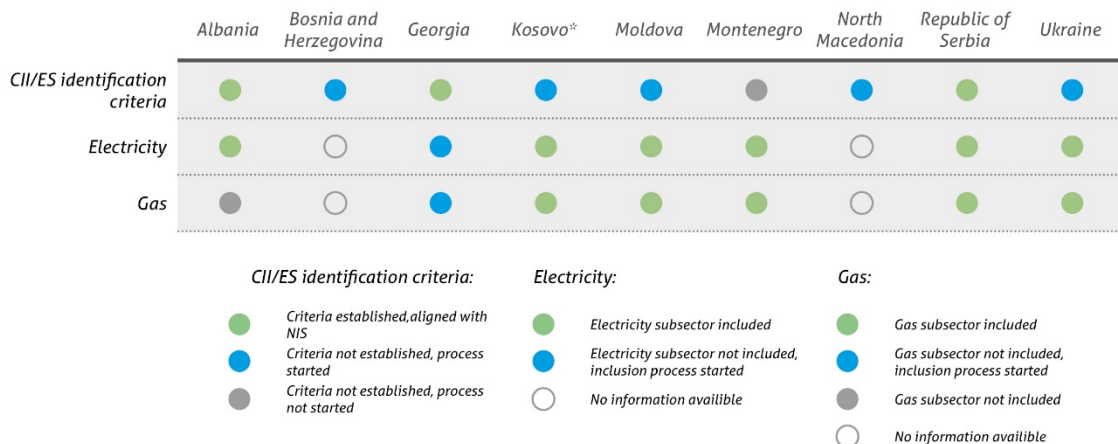 Albania
Bosnia and
Herzegovina
Georgia
Kosovo*
Moldova
Montenegro
North
Macedonia
Republic of
Serbia
Ukraine
CII/ES identification
criteria
Electricity
Gas
CII/ES identification criteria:
Criteria established,aligned with
NIS
Criteria not established, process
started
Criteria not established, process
not started
Electricity:
Electricity subsector included
Electricity subsector not included,
inclusion process started
No information availible
Gas:
Gas subsector included
Gas subsector not included,
inclusion process started
Gas subsector not included
No information available